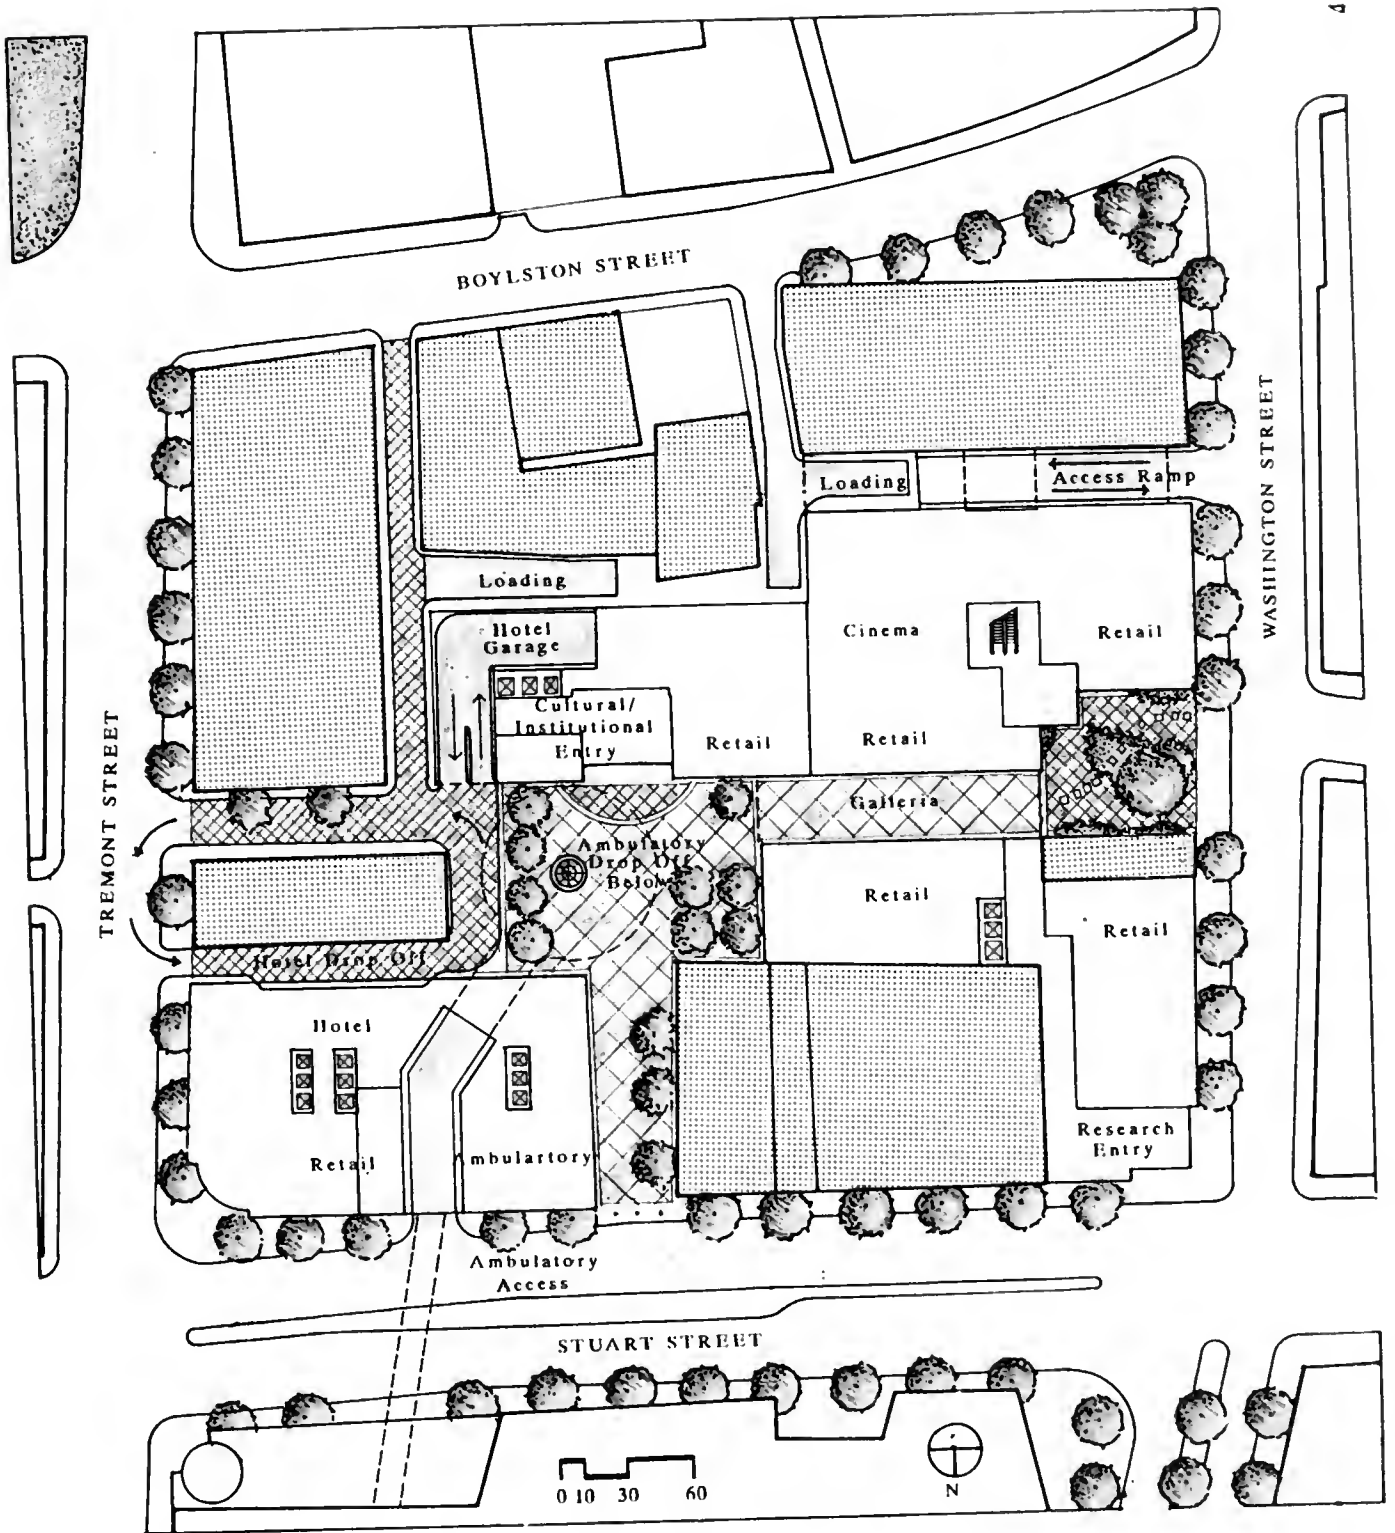 4
BOYLSTON STREET
WASHINGTON STREET
Loading
Access Ramp
Loading
Hotel
Garage
Cinema
Retail
Cultural/
Institutional
Entry
Retail
Retail
TREMONT STREET
Galleria
Ambulatory
Drop Off
Below
Retail
Retail
Hotel Drop Off
Hotel
Retail
Ambulartory
Research
Entry
Ambulatory
Access
STUART STREET
0 10 30 60
N